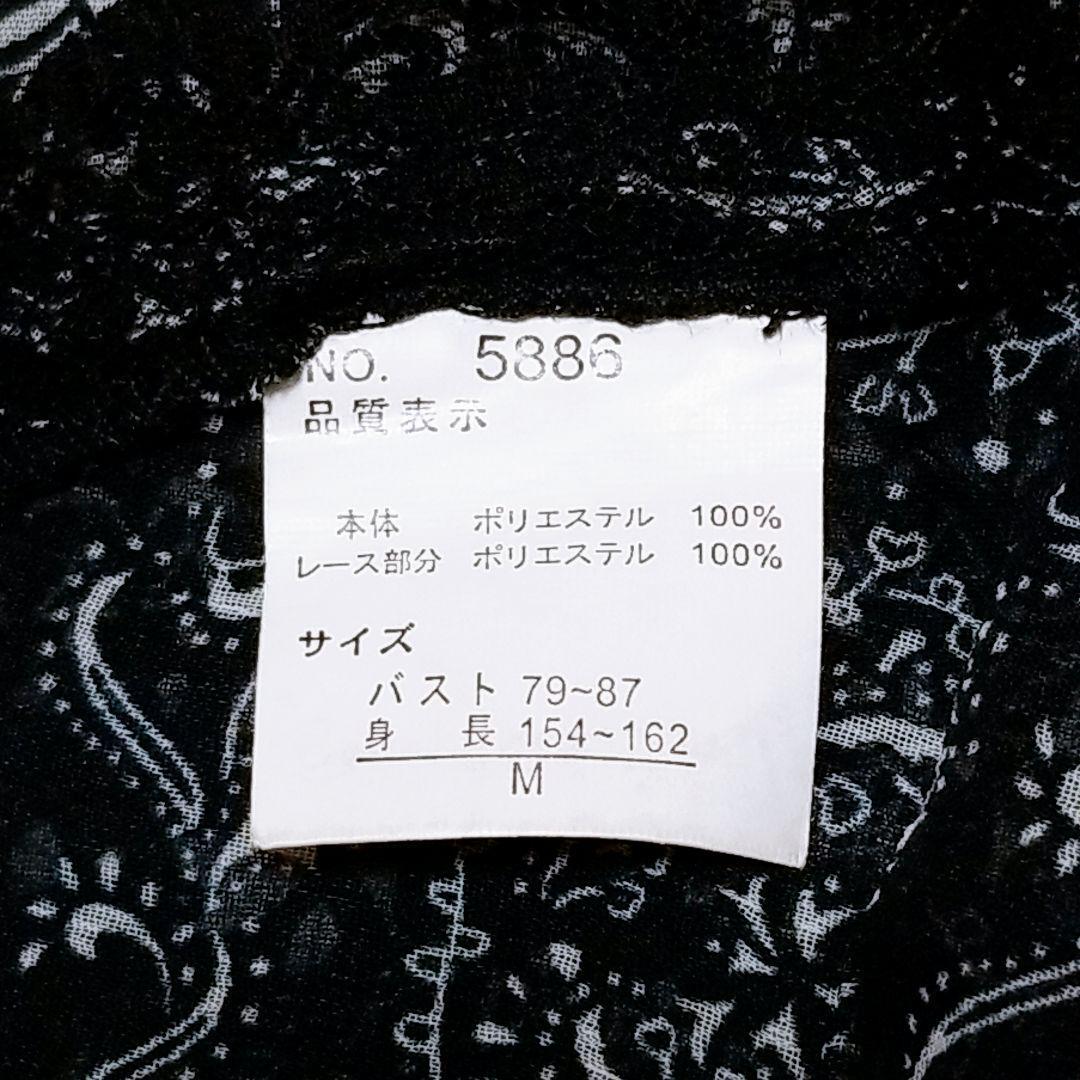 NO. 5886
品質表示
本体 ポリエステル 100%
レース部分 ポリエステル 100%
サイズ
バスト 79~87
身長 154~162
M